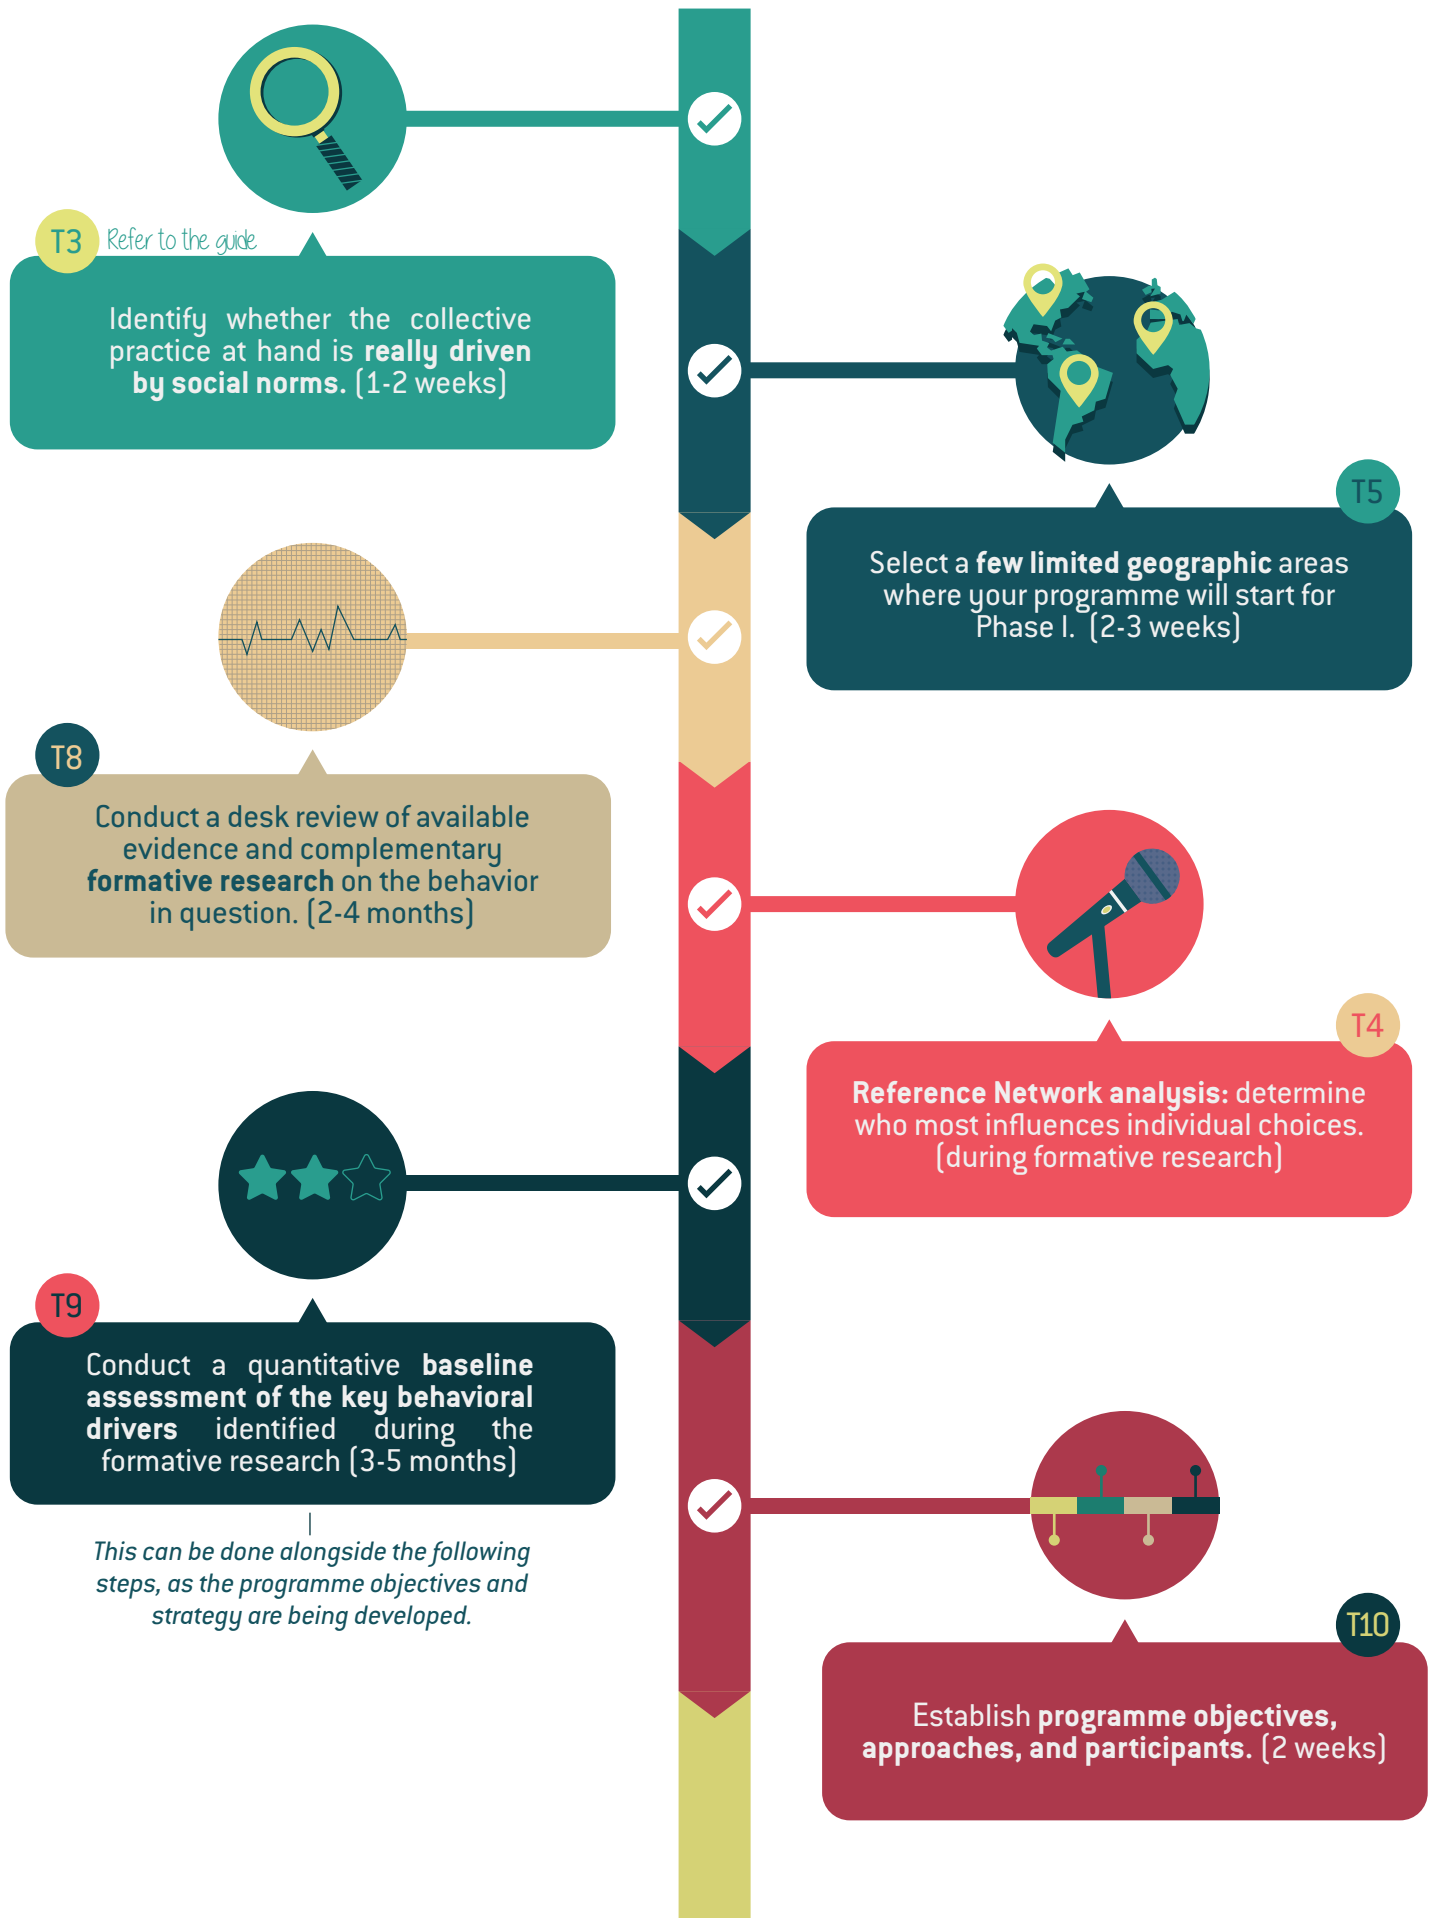 T3 Refer to the guide
Identify whether the collective
practice at hand is really driven
by social norms. (1-2 weeks)
T5
Select a few limited geographic areas
where your programme will start for
Phase I. (2-3 weeks)
T8
Conduct a desk review of available
evidence and complementary
formative research on the behavior
in question. (2-4 months)
T4
Reference Network analysis: determine
who most influences individual choices.
(during formative research)
T9
Conduct a quantitative baseline
assessment of the key behavioral
drivers identified during the
formative research (3-5 months)
This can be done alongside the following
steps, as the programme objectives and
strategy are being developed.
T10
Establish programme objectives,
approaches, and participants. (2 weeks)